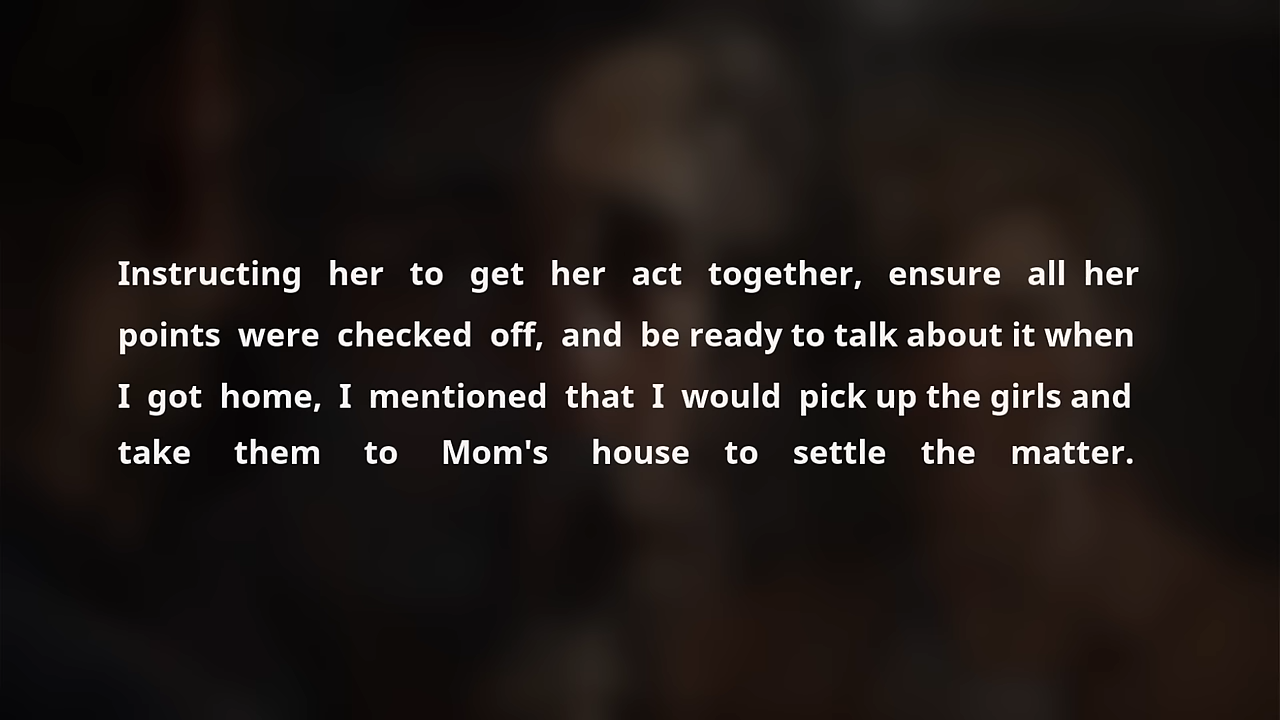 Instructing her to get her act together, ensure all her
points were checked off, and be ready to talk about it when
I got home, I mentioned that I would pick up the girls and
take them to Mom's house to settle the matter.